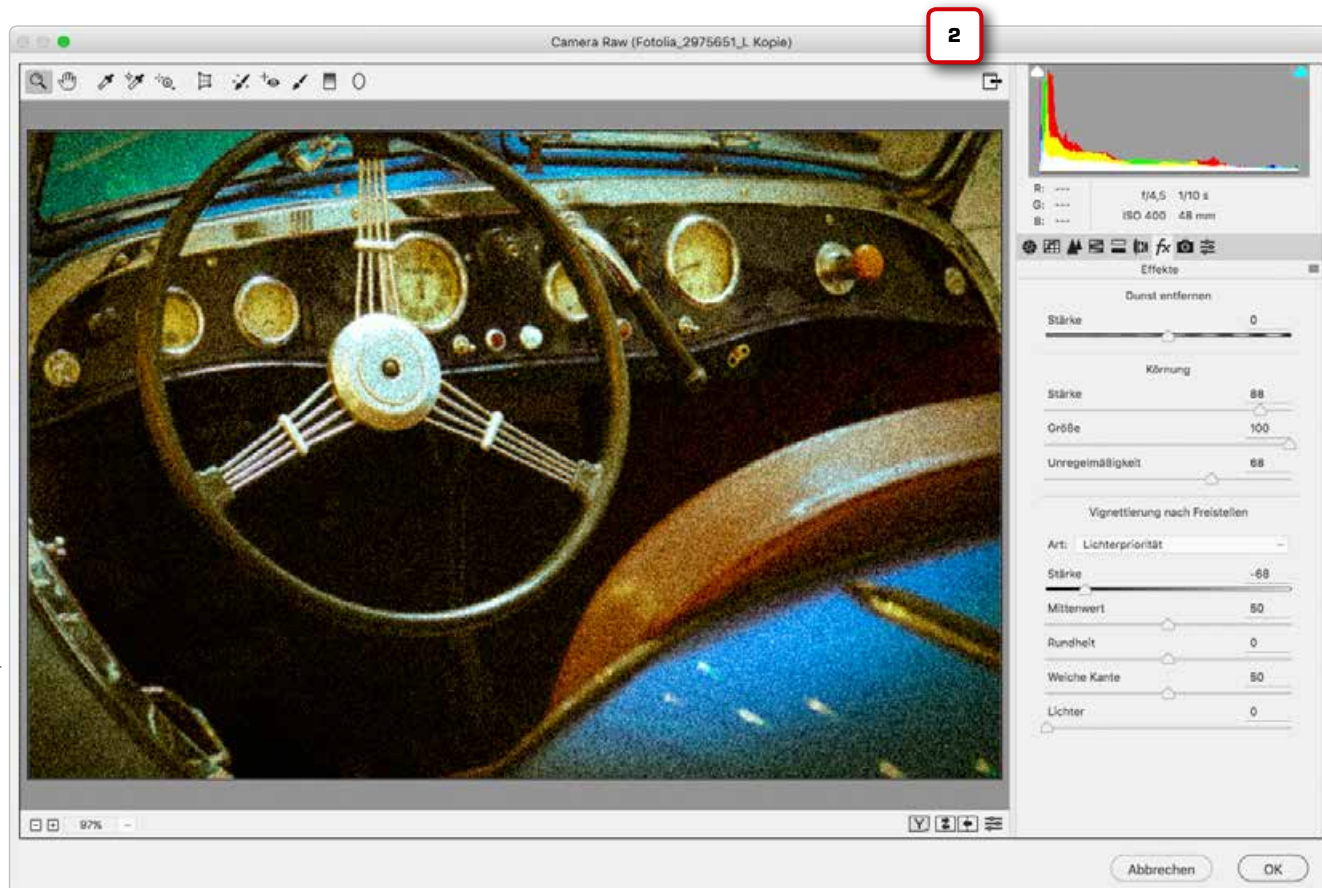 2
Camera Raw (Fotolia_2975651_L Kopie)
R: ---
G: ---
B: ---
f/4,5 1/10 s
ISO 400 48 mm
fx
Effekte
Dunst entfernen
Stärke 0
Körnung
Stärke 88
Größe 100
Unregelmäßigkeit 68
Vignettierung nach Freistellen
Art: Lichterpriorität
Stärke -68
Mittenwert 50
Rundheit 0
Weiche Kante 50
Lichter 0
97%
Y
Abbrechen OK